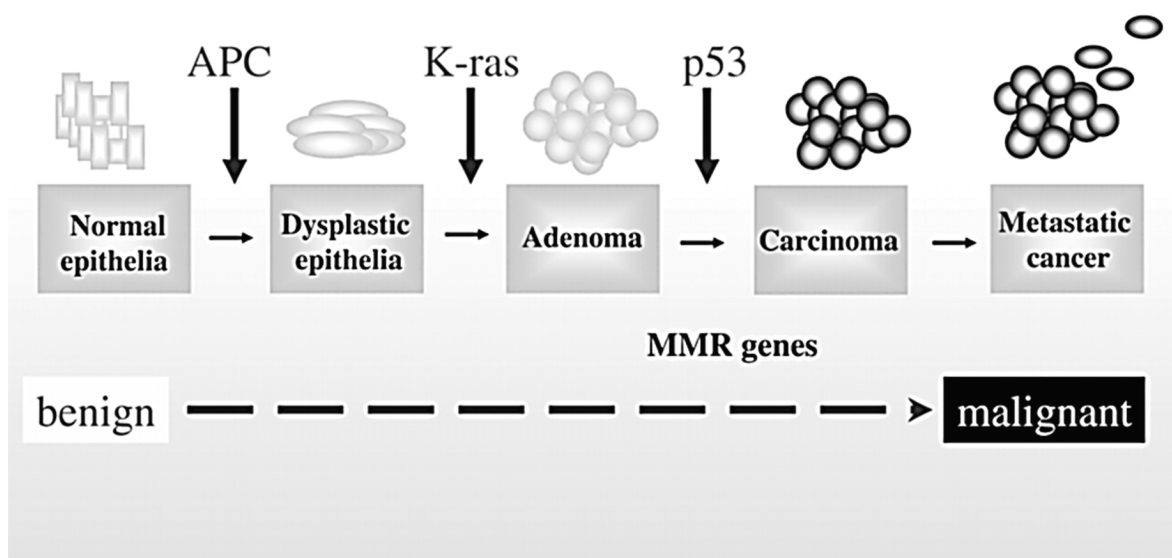 APC
K-ras
p53
Normal
epithelia
Dysplastic
epithelia
Adenoma
Carcinoma
Metastatic
cancer
MMR genes
benign
malignant